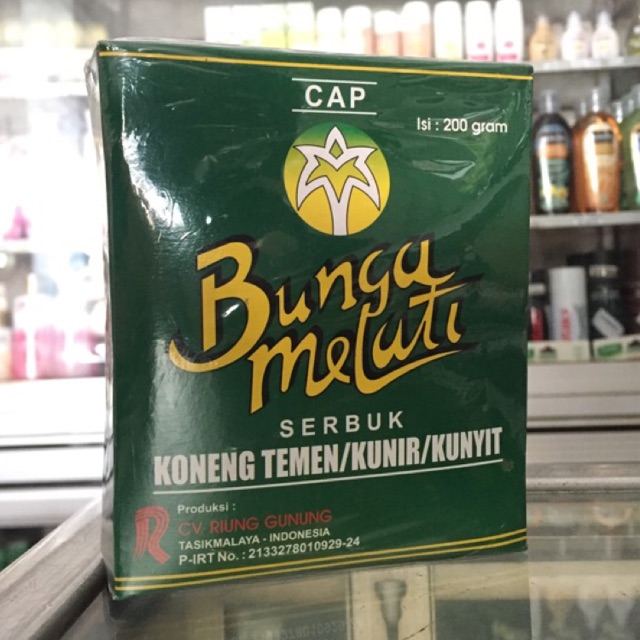 CAP
Isi : 200 gram
Bunga
melati
SERBUK
KONENG TEMEN/KUNIR/KUNYIT
Produksi :
CV. RIUNG GUNUNG
TASIKMALAYA - INDONESIA
P-IRT No. : 2133278010929-24